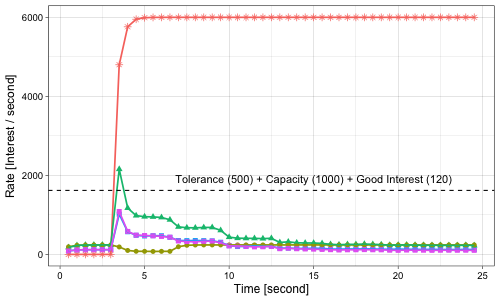 Rate [Interest / second]
6000
4000
2000
0
Tolerance (500) + Capacity (1000) + Good Interest (120)
0 5 10 15 20 25
Time [second]